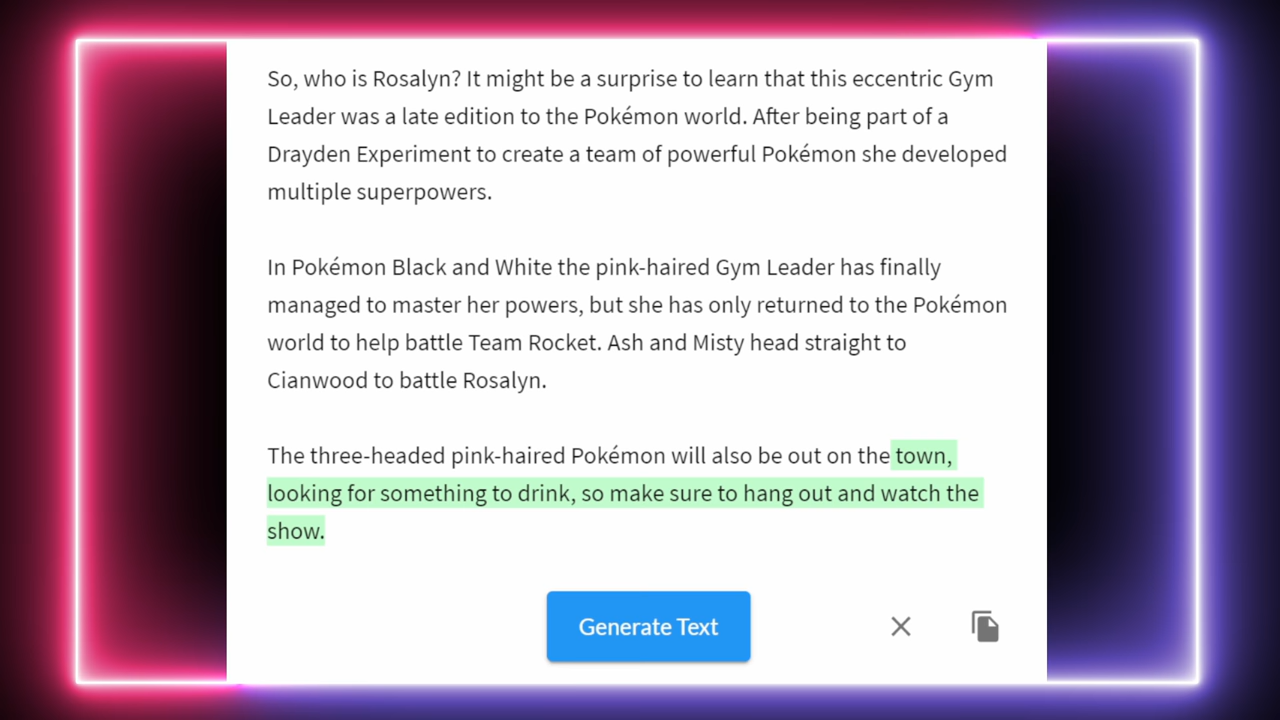 So, who is Rosalyn? It might be a surprise to learn that this eccentric Gym
Leader was a late edition to the Pokémon world. After being part of a
Drayden Experiment to create a team of powerful Pokémon she developed
multiple superpowers.
In Pokémon Black and White the pink-haired Gym Leader has finally
managed to master her powers, but she has only returned to the Pokémon
world to help battle Team Rocket. Ash and Misty head straight to
Cianwood to battle Rosalyn.
The three-headed pink-haired Pokémon will also be out on the town,
looking for something to drink, so make sure to hang out and watch the
show.
Generate Text